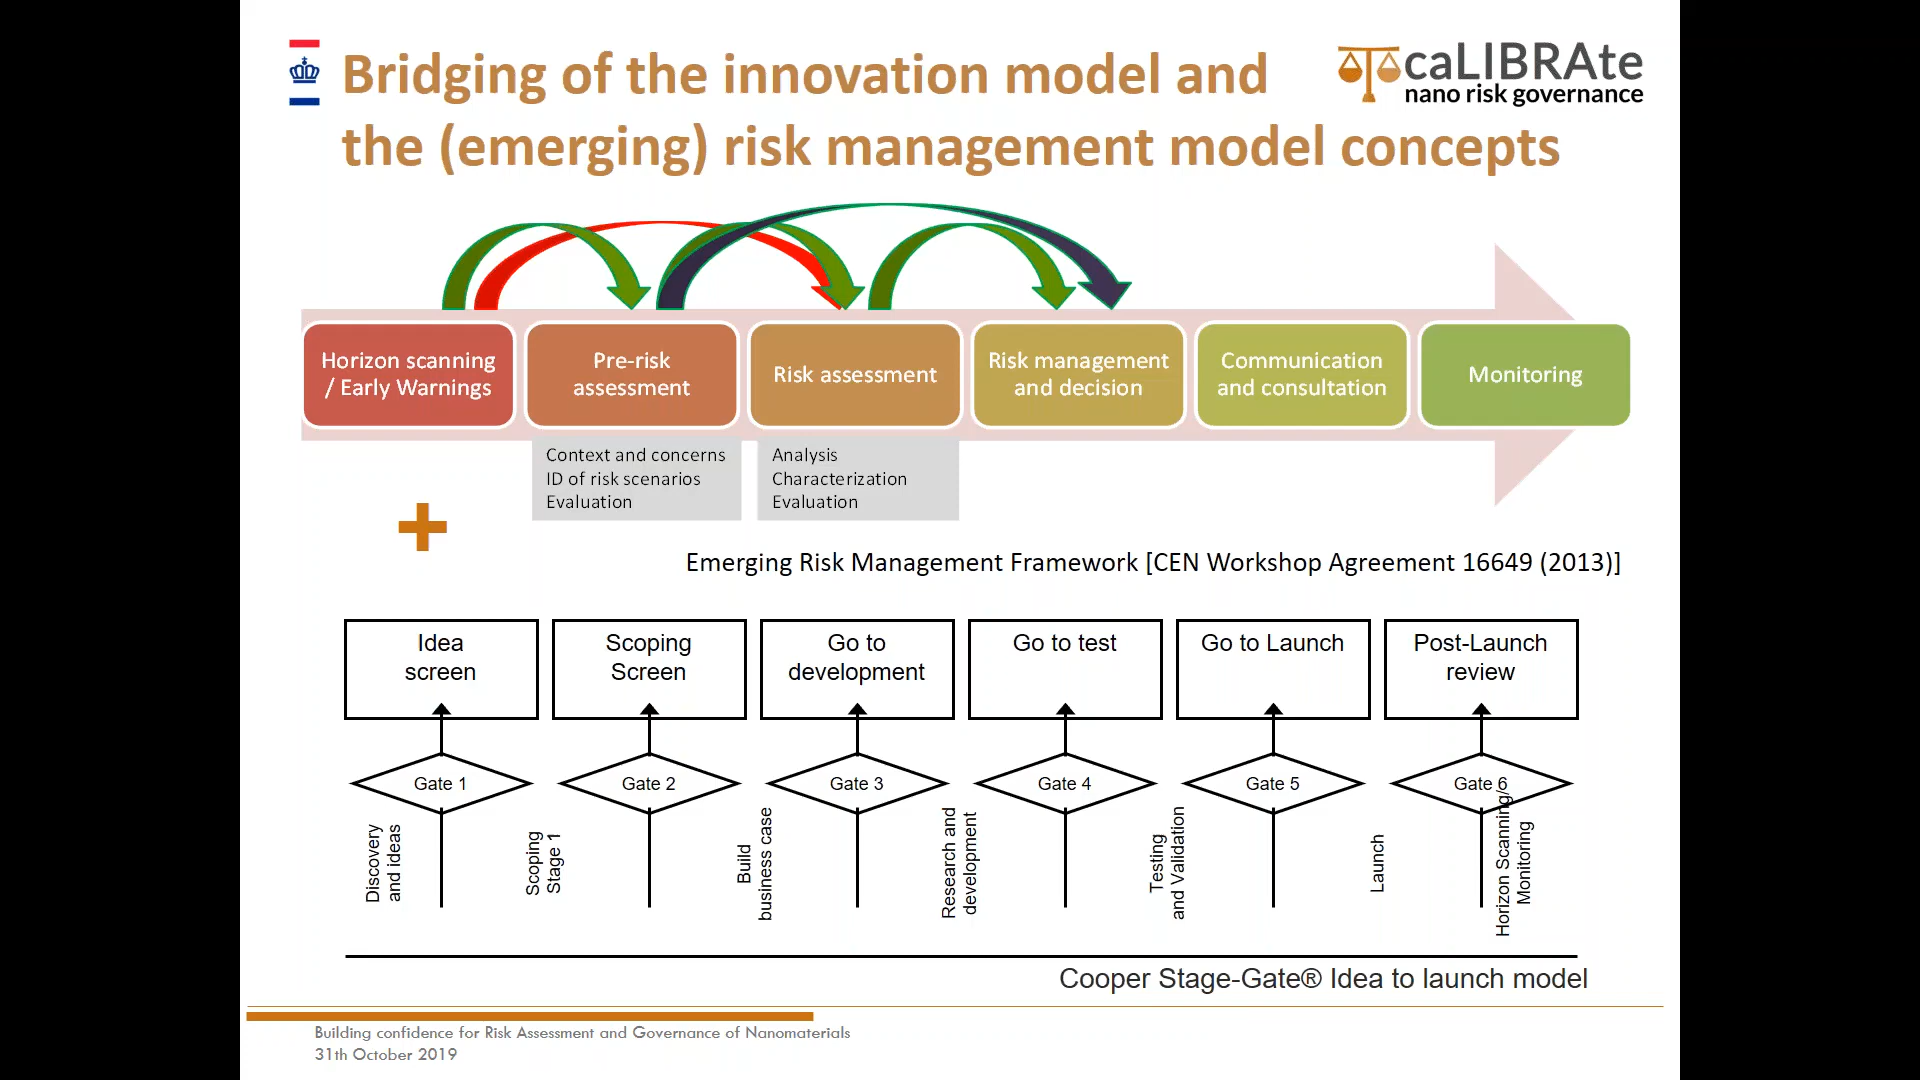 Bridging of the innovation model and
the (emerging) risk management model concepts
caLIBRAte
nano risk governance
Horizon scanning
/ Early Warnings
Pre-risk
assessment
Risk assessment
Risk management
and decision
Communication
and consultation
Monitoring
Context and concerns
ID of risk scenarios
Evaluation
Analysis
Characterization
Evaluation
+
Emerging Risk Management Framework [CEN Workshop Agreement 16649 (2013)]
Idea
screen
Scoping
Screen
Go to
development
Go to test
Go to Launch
Post-Launch
review
Gate 1
Gate 2
Gate 3
Gate 4
Gate 5
Gate 6
Discovery
and ideas
Scoping
Stage 1
Build
business case
Research and
development
Testing
and Validation
Launch
Horizon Scanning/
Monitoring
Cooper Stage-Gate® Idea to launch model
Building confidence for Risk Assessment and Governance of Nanomaterials
31th October 2019